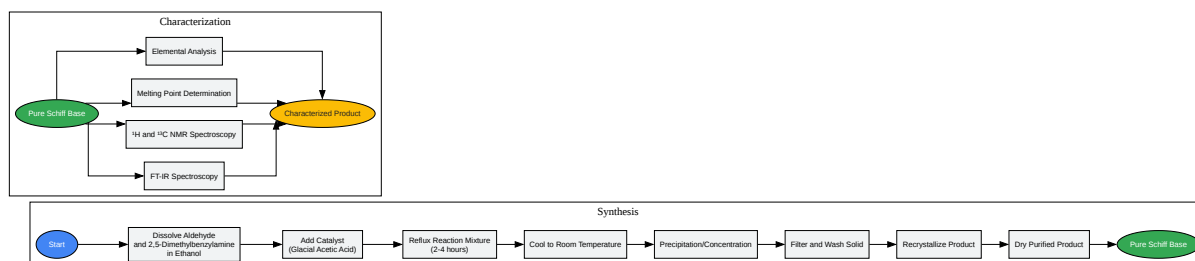 Characterization
Elemental Analysis
Melting Point Determination
Pure Schiff Base
Characterized Product
¹H and ¹³C NMR Spectroscopy
FT-IR Spectroscopy
Synthesis
Start
Dissolve Aldehyde
and 2,5-Dimethylbenzylamine
in Ethanol
Add Catalyst
(Glacial Acetic Acid)
Reflux Reaction Mixture
(2-4 hours)
Cool to Room Temperature
Precipitation/Concentration
Filter and Wash Solid
Recrystallize Product
Dry Purified Product
Pure Schiff Base